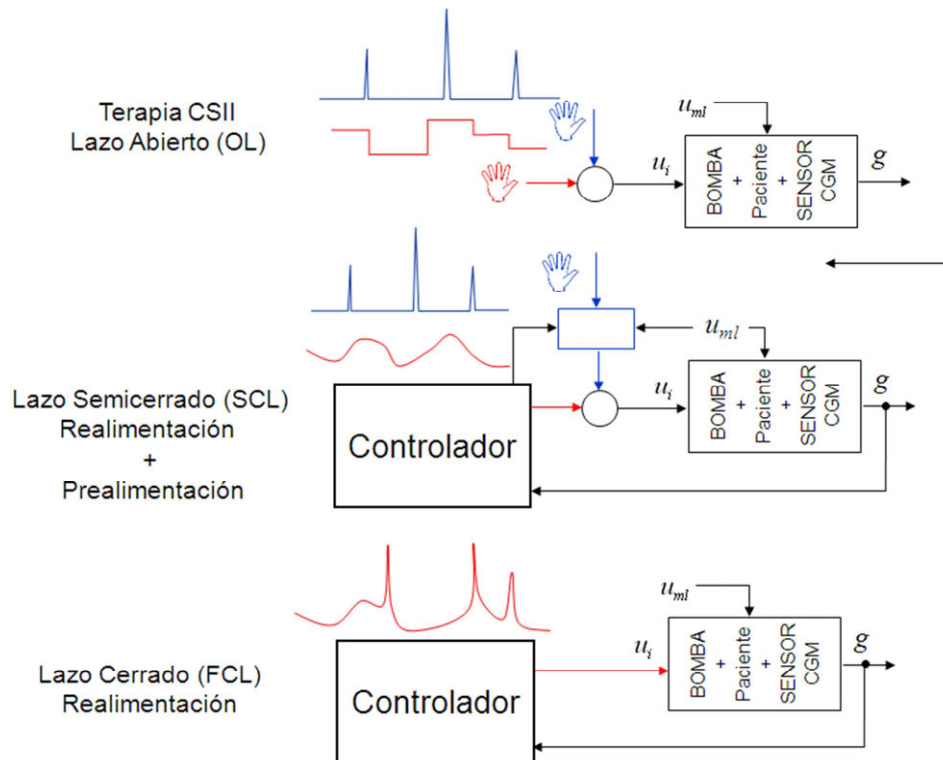 Terapia CSII
Lazo Abierto (OL)
u_i
u_ml
BOMBA
+
Paciente
+
SENSOR
CGM
g
Lazo Semicerrado (SCL)
Realimentación
+
Prealimentación
Controlador
u_ml
u_i
BOMBA
+
Paciente
+
SENSOR
CGM
g
Lazo Cerrado (FCL)
Realimentación
Controlador
u_i
u_ml
BOMBA
+
Paciente
+
SENSOR
CGM
g